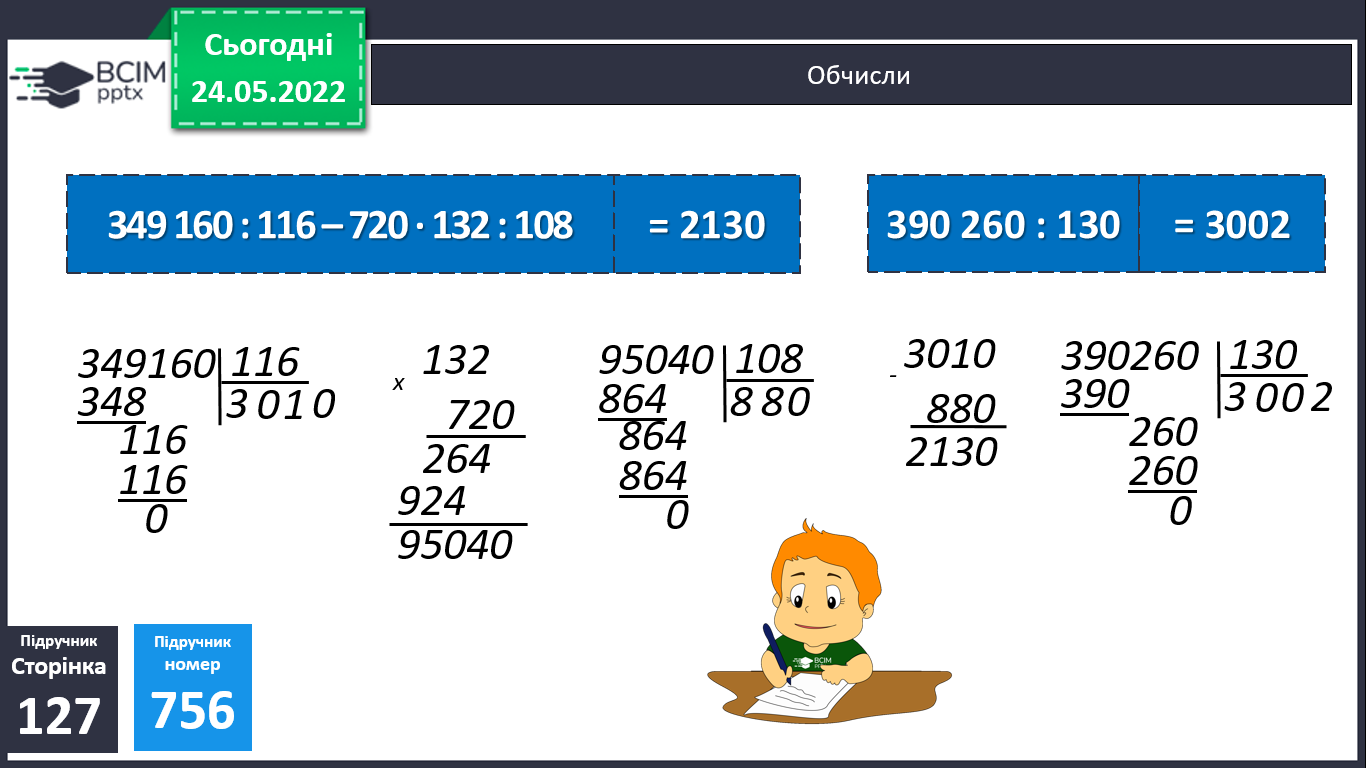 Сьогодні
24.05.2022
ВСІМ
pptx
Обчисли
349 160 : 116 – 720 · 132 : 108
= 2130
390 260 : 130
= 3002
349160 116
348 3 01 0
116
116
0
132
х
720
264
924
95040
95040 108
864 8 80
864
864
0
3010
-
880
2130
390260 130
390 3 00 2
260
260
0
ВСІМ
pptx
Підручник
Сторінка
127
Підручник
номер
756